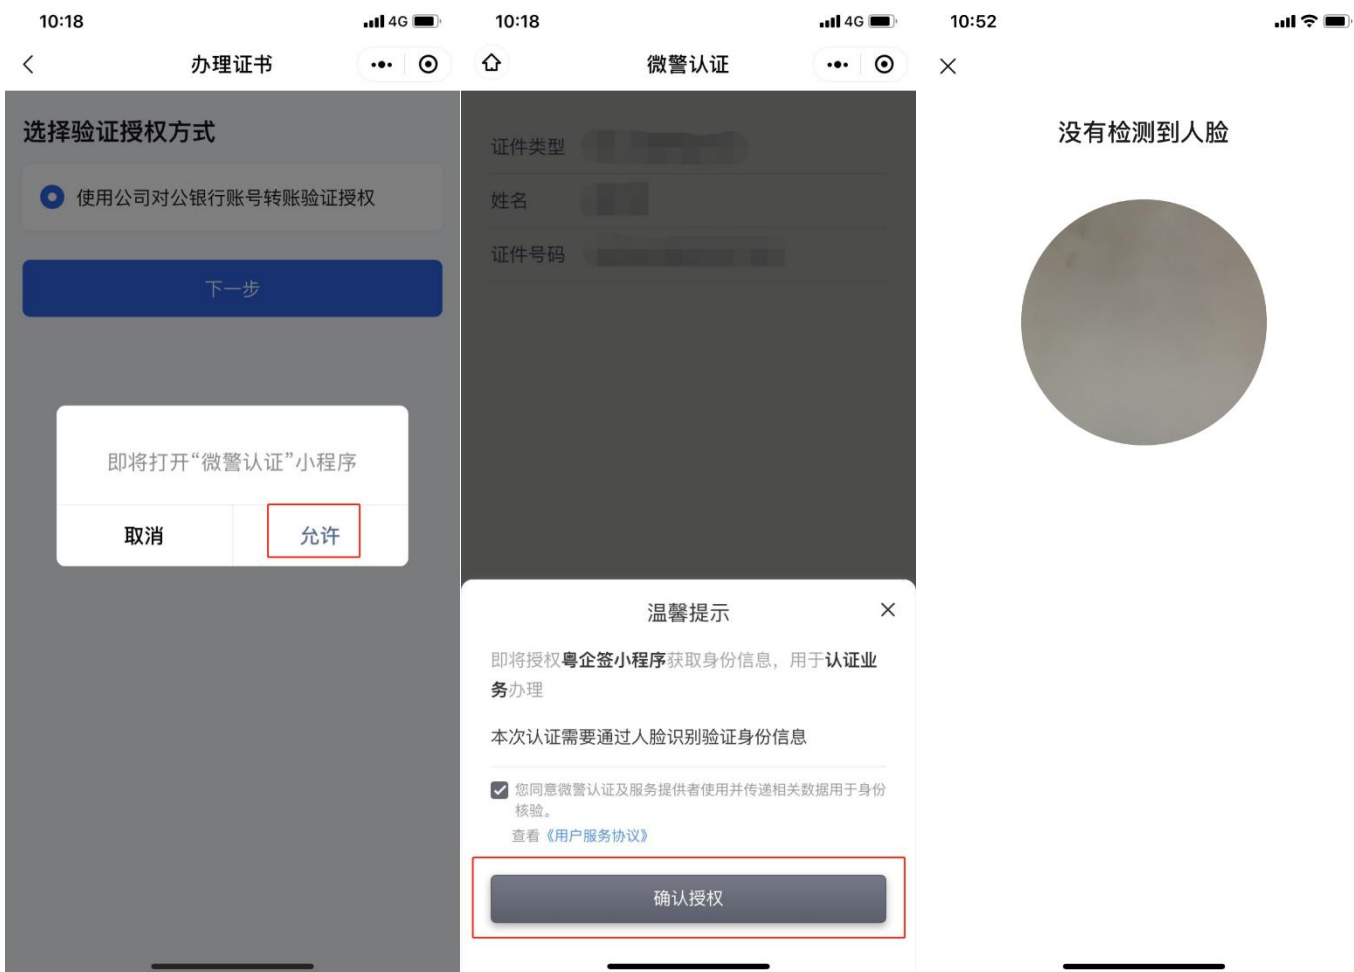 10:18
4G
办理证书
选择验证授权方式
使用公司对公银行账号转账验证授权
下一步
即将打开“微警认证”小程序
取消
允许
10:18
4G
微警认证
证件类型
姓名
证件号码
温馨提示
即将授权粤企签小程序获取身份信息，用于认证业
务办理
本次认证需要通过人脸识别验证身份信息
您同意微警认证及服务提供者使用并传递相关数据用于身份
核验。
查看《用户服务协议》
确认授权
10:52
没有检测到人脸